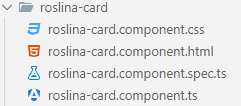 roslina-card
roslina-card.component.css
roslina-card.component.html
roslina-card.component.spec.ts
roslina-card.component.ts